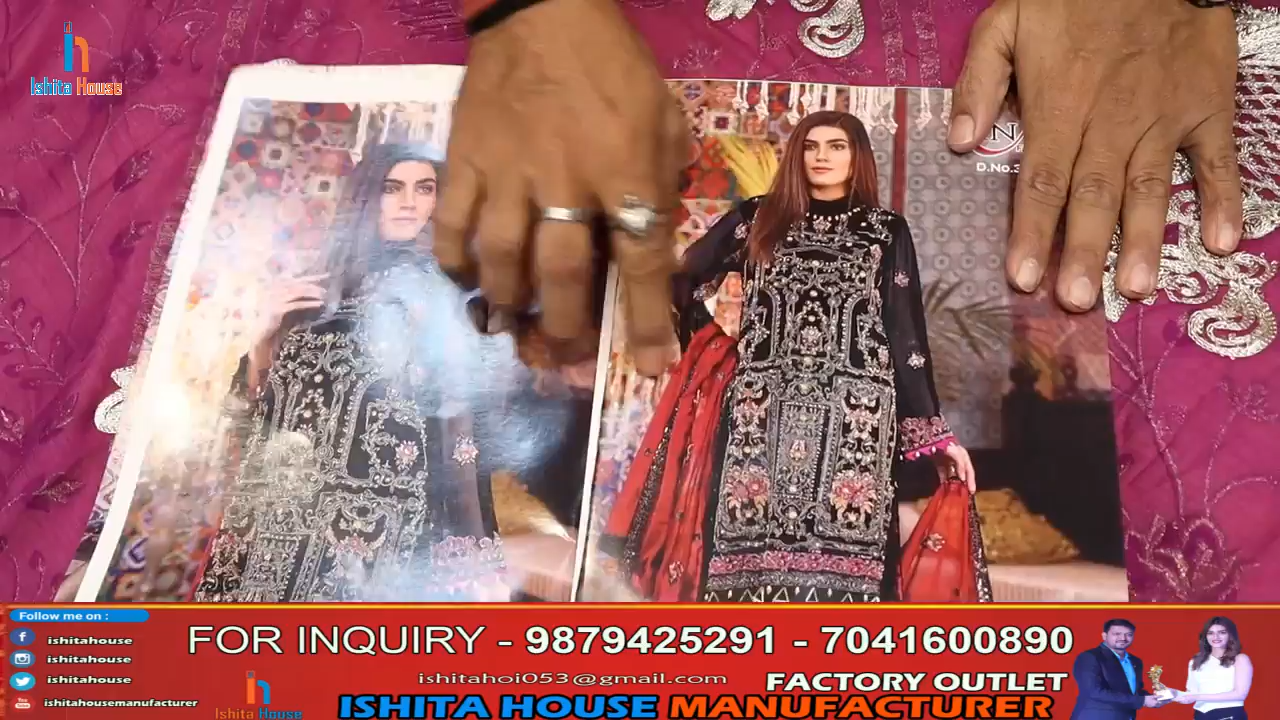 Ishita House
D.No.3
Follow me on :
ishitahouse
ishitahouse
ishitahouse
ishitahousemanufacturer
FOR INQUIRY - 9879425291 - 7041600890
ishitahoi053@gmail.com
FACTORY OUTLET
Ishita House
ISHITA HOUSE MANUFACTURER